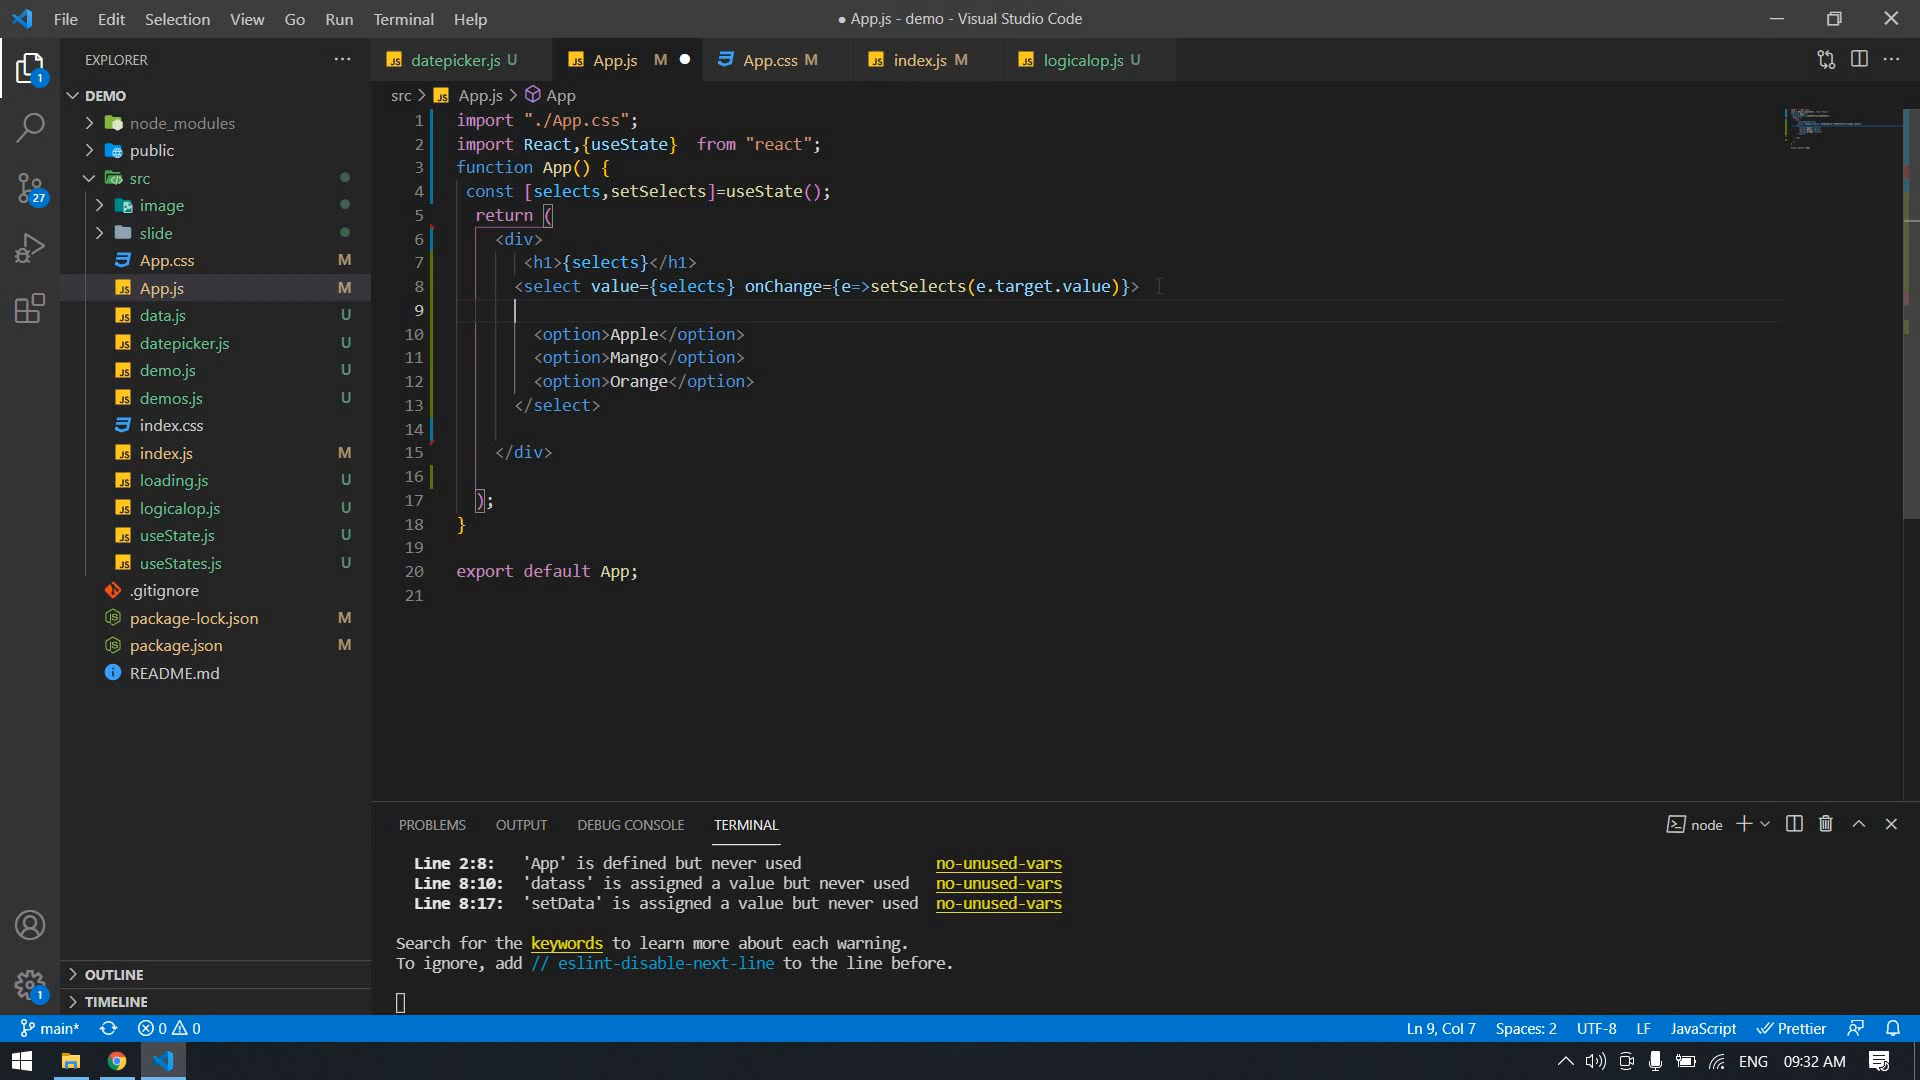 File Edit Selection View Go Run Terminal Help
● App.js - demo - Visual Studio Code
EXPLORER
DEMO
node_modules
public
src
image
slide
App.css M
App.js M
data.js U
datepicker.js U
demo.js U
demos.js U
index.css
index.js M
loading.js U
logicalop.js U
useState.js U
useStates.js U
.gitignore
package-lock.json M
package.json M
README.md
OUTLINE
TIMELINE
1
27
1
datepicker.js U App.js M App.css M index.js M logicalop.js U
src > App.js > App
1 import "./App.css";
2 import React,{useState}  from "react";
3 function App() {
4 const [selects,setSelects]=useState();
5 return (
6 <div>
7 <h1>{selects}</h1>
8 <select value={selects} onChange={e=>setSelects(e.target.value)}>
9
10 <option>Apple</option>
11 <option>Mango</option>
12 <option>Orange</option>
13 </select>
14
15 </div>
16
17 );
18 }
19
20 export default App;
21
PROBLEMS OUTPUT DEBUG CONSOLE TERMINAL
node
Line 2:8: 'App' is defined but never used no-unused-vars
Line 8:10: 'datass' is assigned a value but never used no-unused-vars
Line 8:17: 'setData' is assigned a value but never used no-unused-vars
Search for the keywords to learn more about each warning.
To ignore, add // eslint-disable-next-line to the line before.
main* 0 0
Ln 9, Col 7 Spaces: 2 UTF-8 LF JavaScript Prettier
ENG 09:32 AM